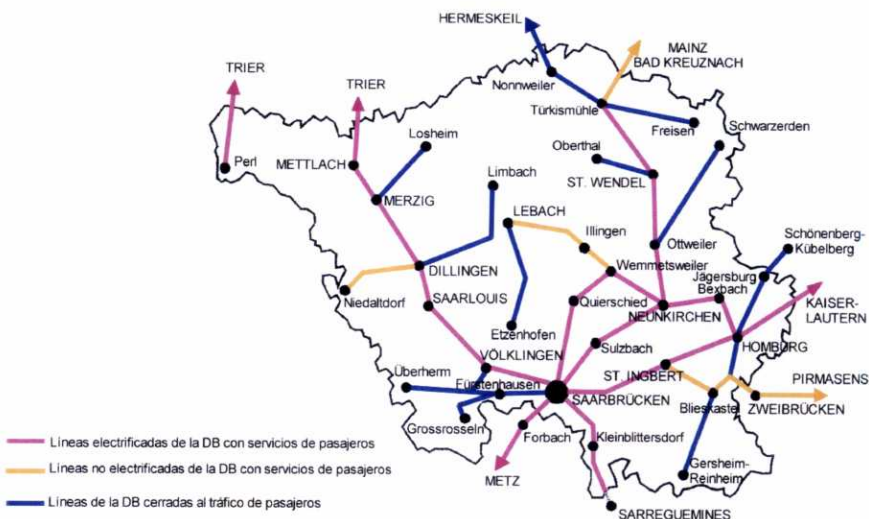 HERMESKEIL
MAINZ
BAD KREUZNACH
TRIER
TRIER
Nonnweiler
Türkismühle
Freisen
Schwarzerden
Losheim
Oberthal
Perl
METTLACH
Limbach
ST. WENDEL
MERZIG
LEBACH
Illingen
Schönenberg-
Kübelberg
Ottweiler
Wemmetsweiler
DILLINGEN
Jägersburg
Bexbach
Niedaltdorf
SAARLOUIS
Quierschied
NEUNKIRCHEN
KAISER-
LAUTERN
Etzenhofen
Sulzbach
HOMBURG
VÖLKLINGEN
Überherrn
ST. INGBERT
Fürstenhausen
PIRMASENS
SAARBRÜCKEN
Blieskastel
ZWEIBRÜCKEN
Grossrosseln
Forbach
Kleinblittersdorf
Líneas electrificadas de la DB con servicios de pasajeros
Líneas no electrificadas de la DB con servicios de pasajeros
METZ
Gersheim-
Reinheim
Líneas de la DB cerradas al tráfico de pasajeros
SARREGUEMINES